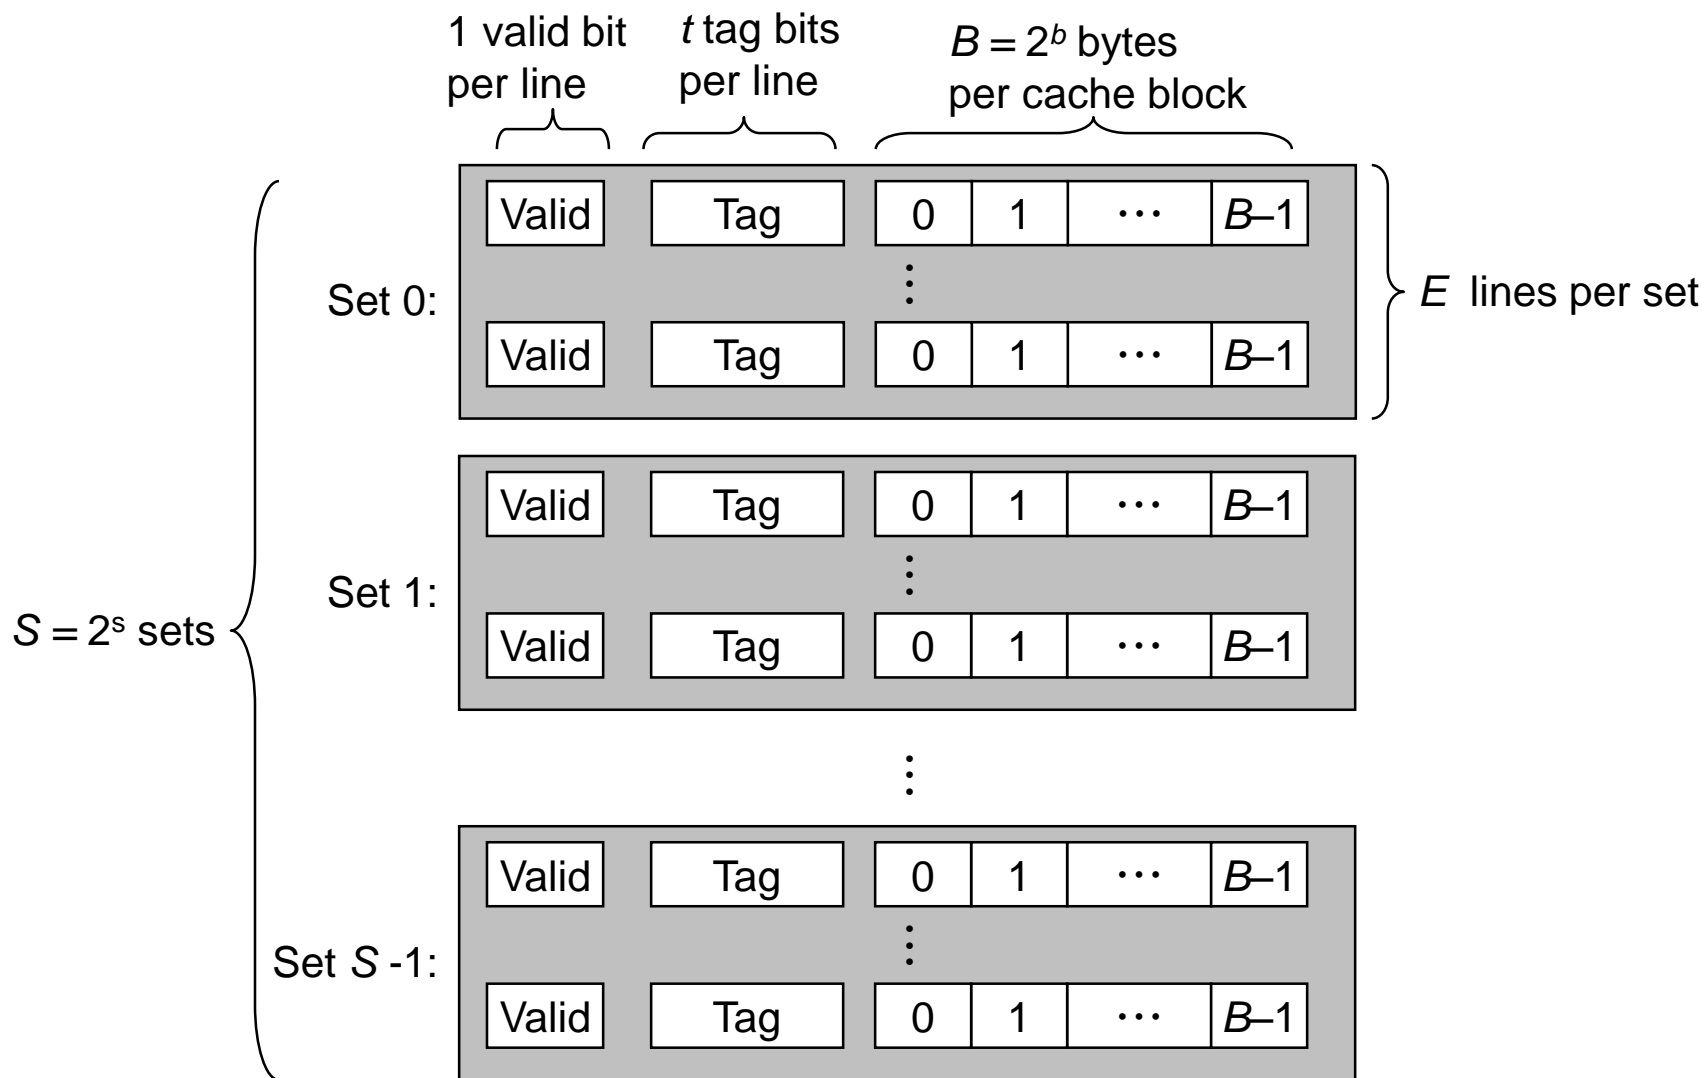 1 valid bit
per line
t tag bits
per line
B = 2ᵇ bytes
per cache block
Valid Tag 0 1 ··· B–1
⋮
Set 0:
E lines per set
Valid Tag 0 1 ··· B–1
Valid Tag 0 1 ··· B–1
⋮
Set 1:
Valid Tag 0 1 ··· B–1
S = 2ˢ sets
⋮
Valid Tag 0 1 ··· B–1
⋮
Set S -1:
Valid Tag 0 1 ··· B–1